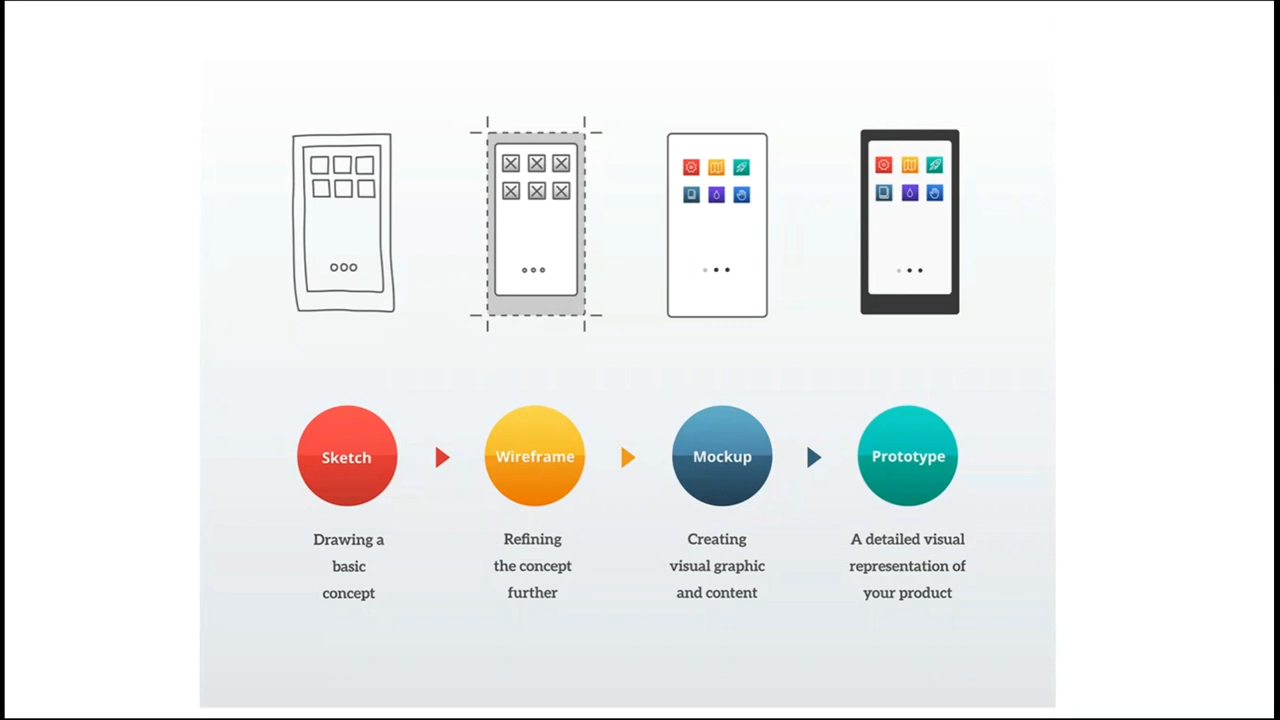 Sketch
Wireframe
Mockup
Prototype
Drawing a
basic
concept
Refining
the concept
further
Creating
visual graphic
and content
A detailed visual
representation of
your product